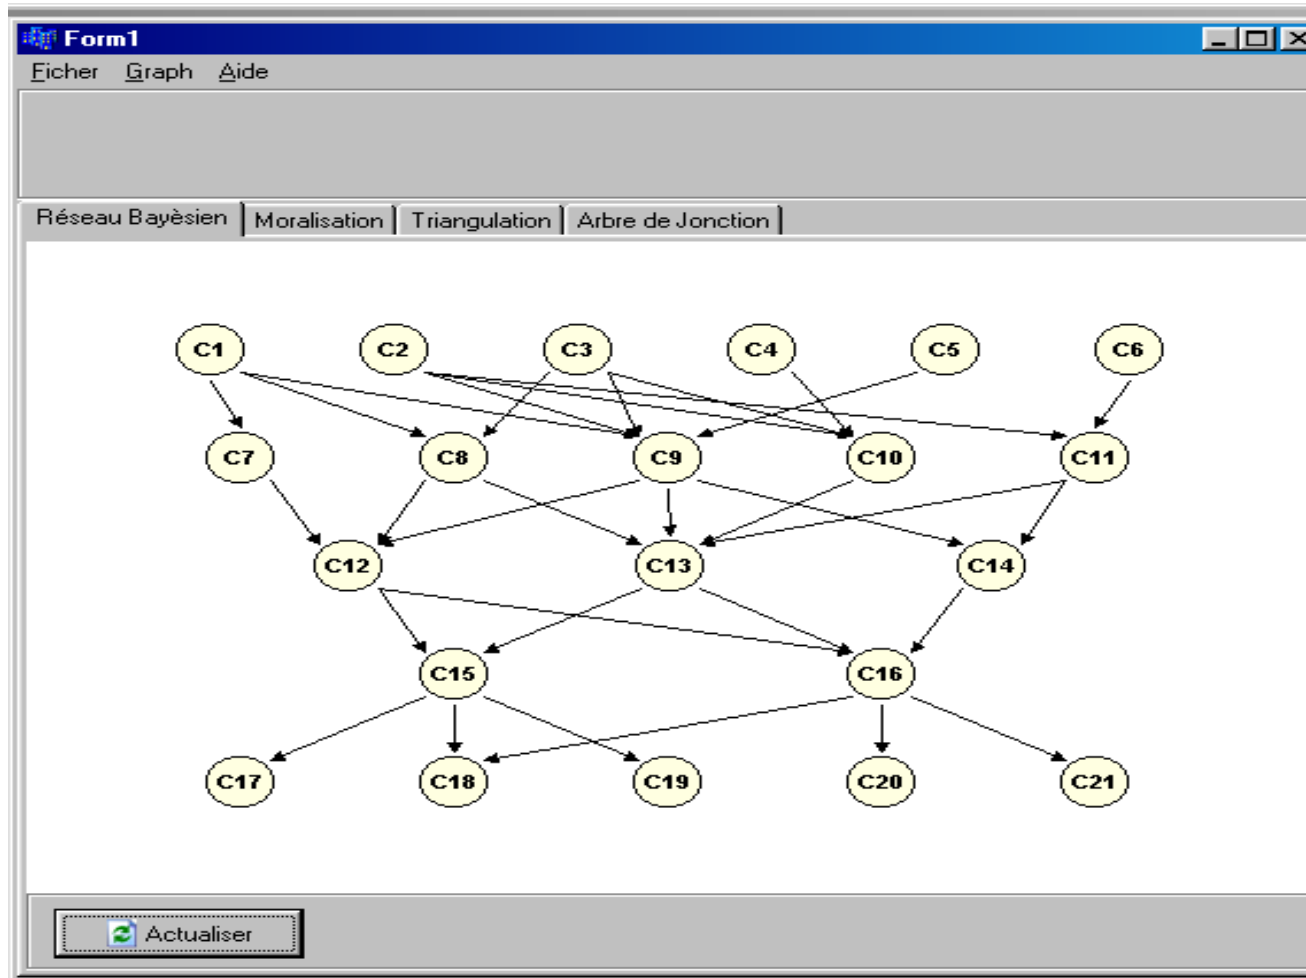 Form1
Ficher Graph Aide
Réseau Bayèsien Moralisation Triangulation Arbre de Jonction
C1 C2 C3 C4 C5 C6
C7 C8 C9 C10 C11
C12 C13 C14
C15 C16
C17 C18 C19 C20 C21
Actualiser